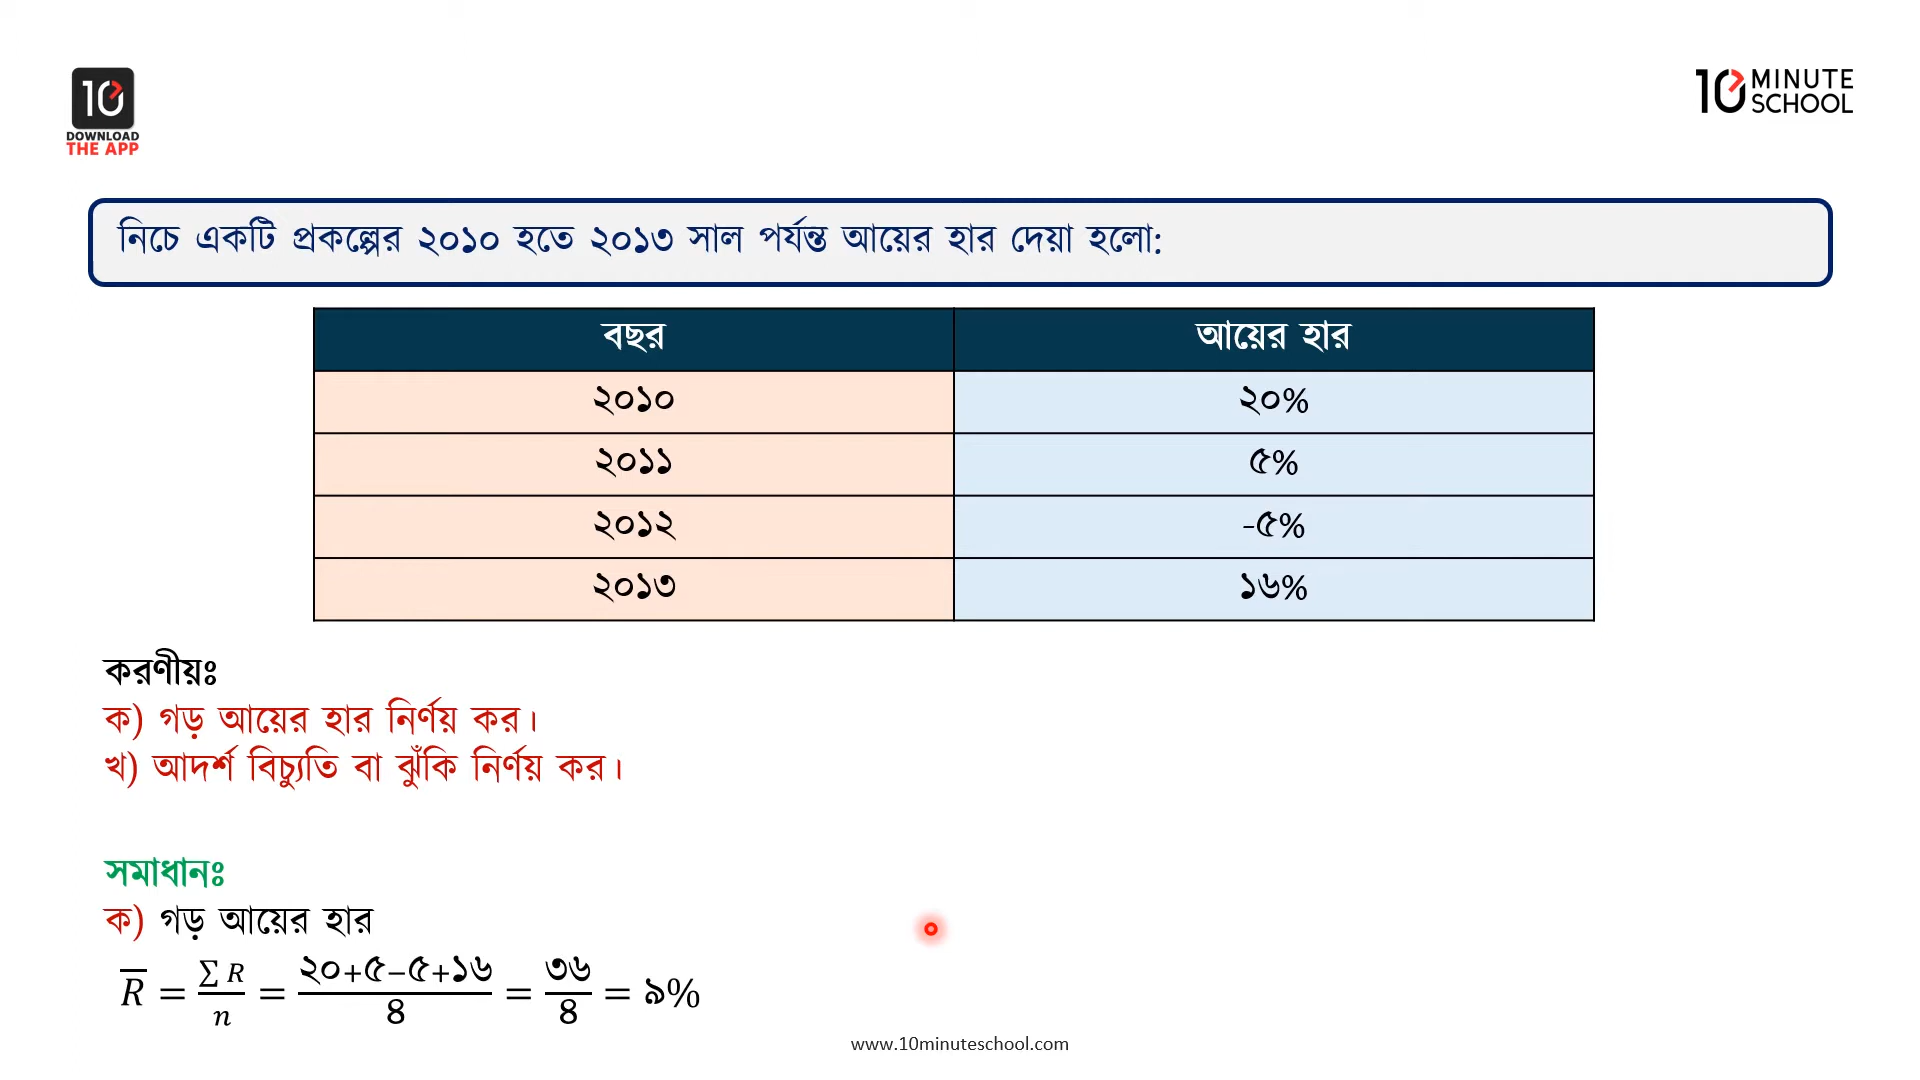 10
DOWNLOAD
THE APP
10 MINUTE
SCHOOL
নিচে একটি প্রকল্পের ২০১০ হতে ২০১৩ সাল পর্যন্ত আয়ের হার দেয়া হলো:
বছর আয়ের হার
২০১০ ২০%
২০১১ ৫%
২০১২ -৫%
২০১৩ ১৬%
করণীয়ঃ
ক) গড় আয়ের হার নির্ণয় কর।
খ) আদর্শ বিচ্যুতি বা ঝুঁকি নির্ণয় কর।
সমাধানঃ
ক) গড় আয়ের হার
R̅ = ∑ R / n = ২০+৫−৫+১৬ / ৪ = ৩৬ / ৪ = ৯%
www.10minuteschool.com